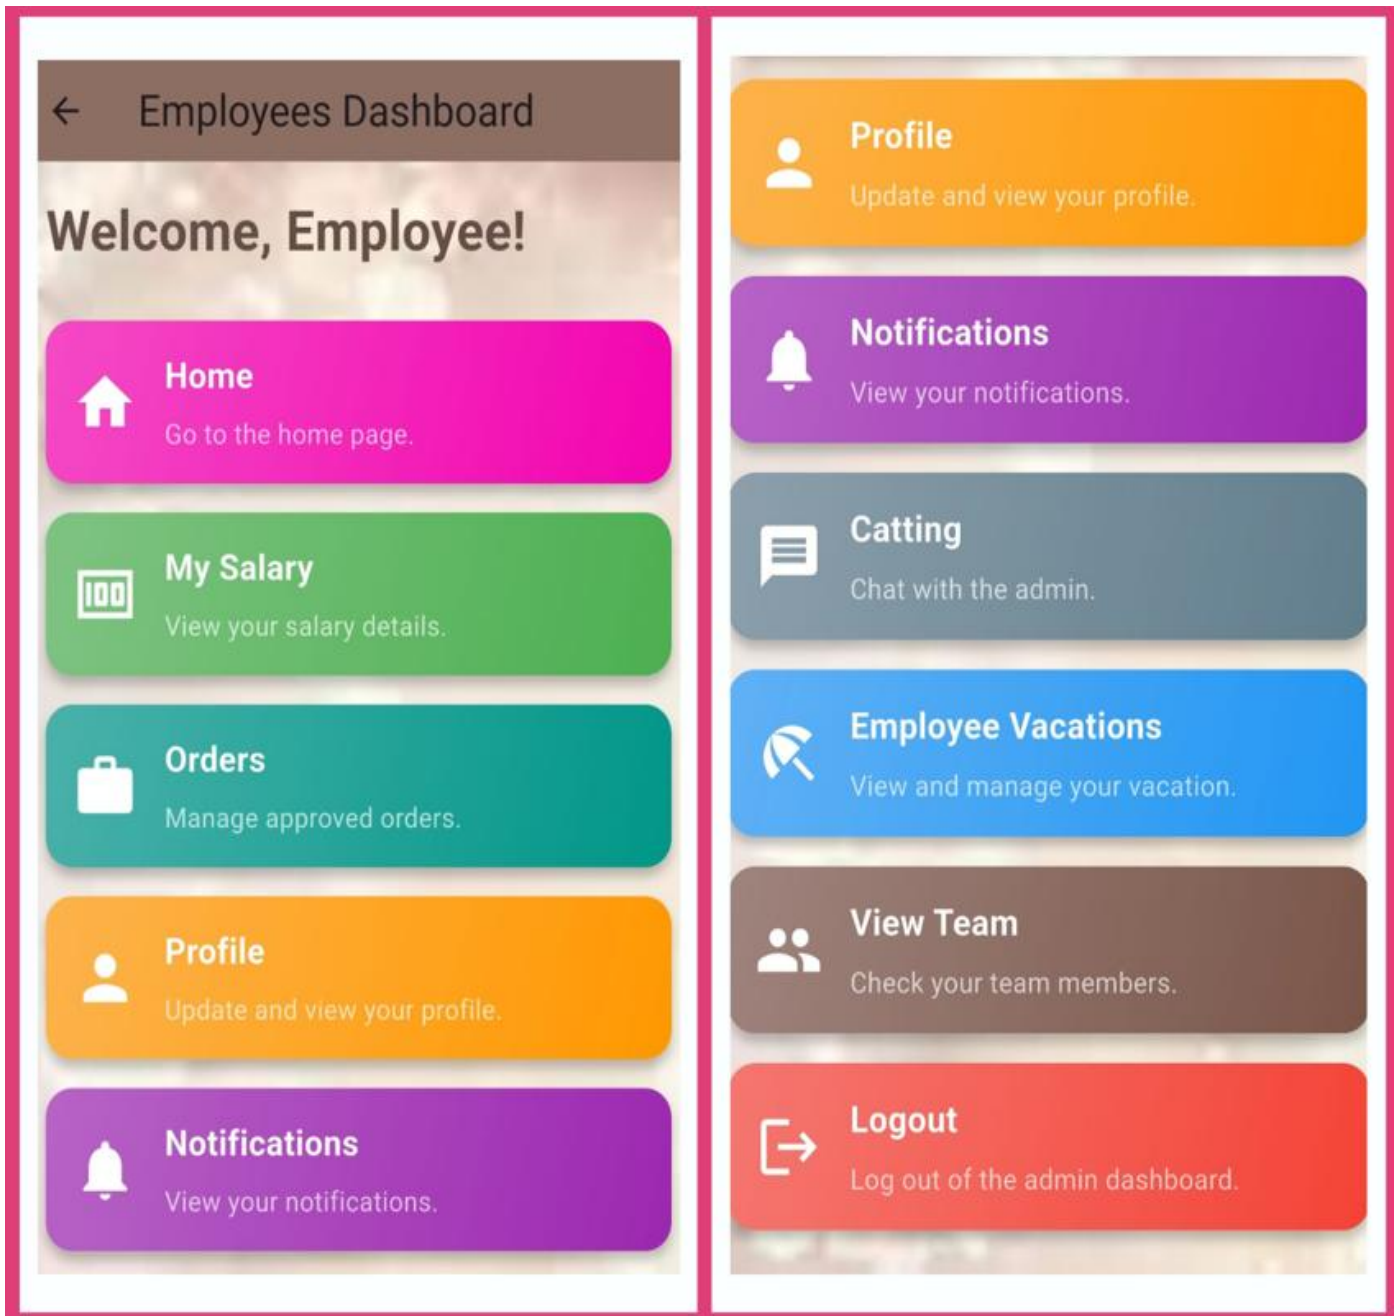 Employees Dashboard
Welcome, Employee!
Home
Go to the home page.
My Salary
View your salary details.
100
Orders
Manage approved orders.
Profile
Update and view your profile.
Notifications
View your notifications.
Profile
Update and view your profile.
Notifications
View your notifications.
Catting
Chat with the admin.
Employee Vacations
View and manage your vacation.
View Team
Check your team members.
Logout
Log out of the admin dashboard.